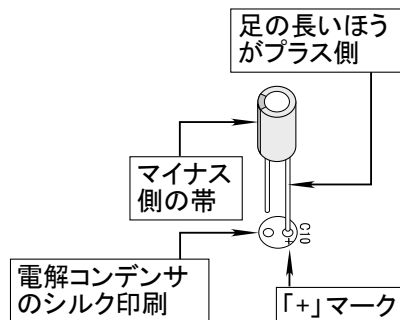 足の長いほう
がプラス側
マイナス
側の帯
C10
+
電解コンデンサ
のシルク印刷
「+」マーク